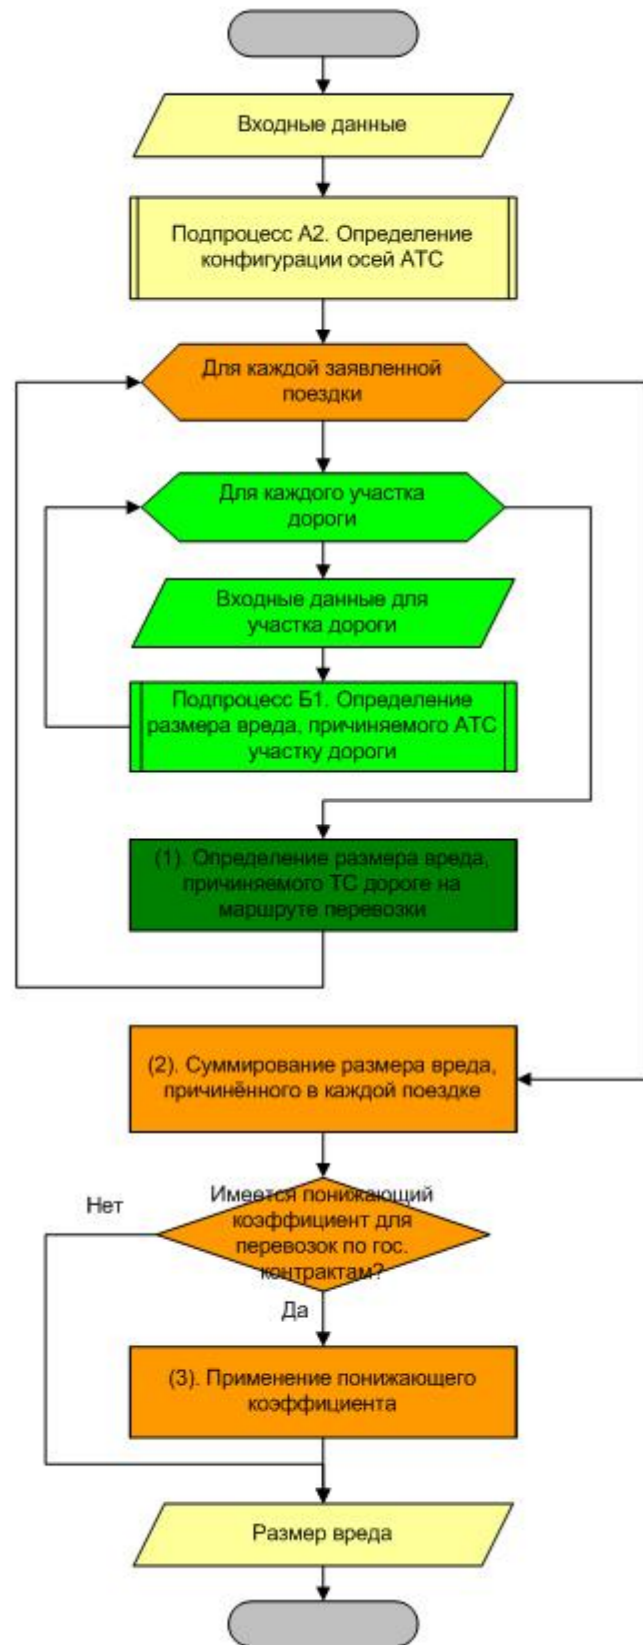 Входные данные
Подпроцесс А2. Определение
конфигурации осей АТС
Для каждой заявленной
поездки
Для каждого участка
дороги
Входные данные для
участка дороги
Подпроцесс Б1. Определение
размера вреда, причиняемого АТС
участку дороги
(1). Определение размера вреда,
причиняемого ТС дороге на
маршруте перевозки
(2). Суммирование размера вреда,
причинённого в каждой поездке
Имеется понижающий
коэффициент для
перевозок по гос.
контрактам?
Нет
Да
(3). Применение понижающего
коэффициента
Размер вреда